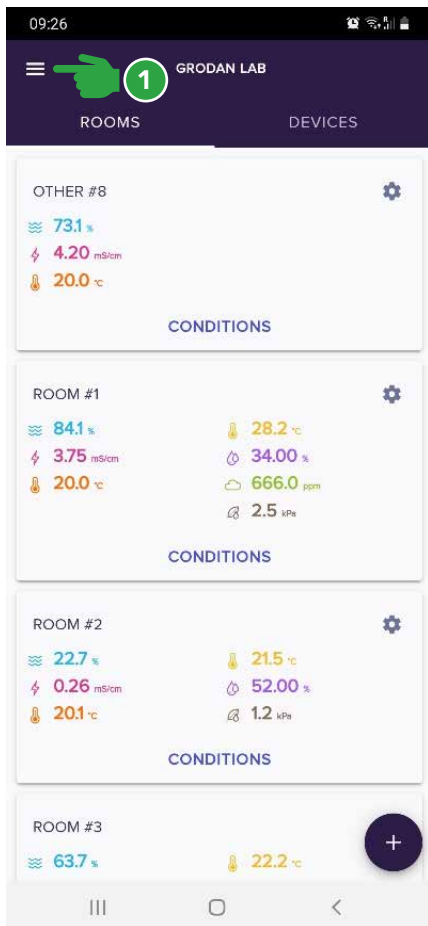 09:26
1
GRODAN LAB
ROOMS DEVICES
OTHER #8
73.1 %
4.20 mS/cm
20.0 °C
CONDITIONS
ROOM #1
84.1 % 28.2 °C
3.75 mS/cm 34.00 %
20.0 °C 666.0 ppm
2.5 kPa
CONDITIONS
ROOM #2
22.7 % 21.5 °C
0.26 mS/cm 52.00 %
20.1 °C 1.2 kPa
CONDITIONS
ROOM #3
63.7 % 22.2 °C
+